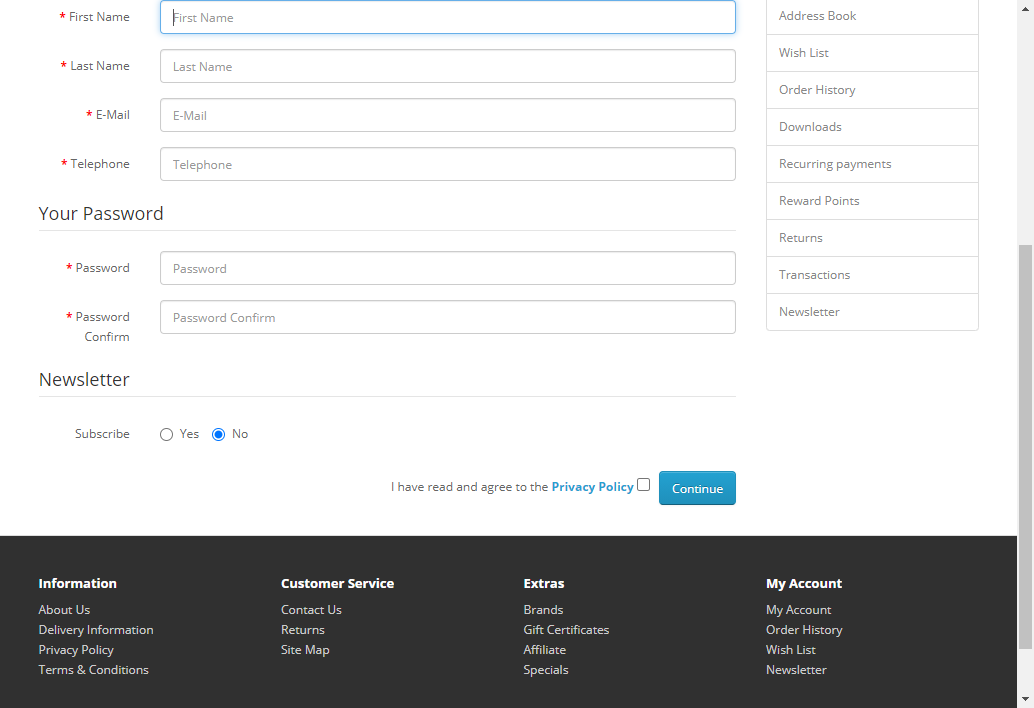 * First Name
First Name
* Last Name
Last Name
* E-Mail
E-Mail
* Telephone
Telephone
Your Password
* Password
Password
* Password
Confirm
Password Confirm
Newsletter
Subscribe
Yes
No
I have read and agree to the Privacy Policy
Continue
Address Book
Wish List
Order History
Downloads
Recurring payments
Reward Points
Returns
Transactions
Newsletter
Information
About Us
Delivery Information
Privacy Policy
Terms & Conditions
Customer Service
Contact Us
Returns
Site Map
Extras
Brands
Gift Certificates
Affiliate
Specials
My Account
My Account
Order History
Wish List
Newsletter